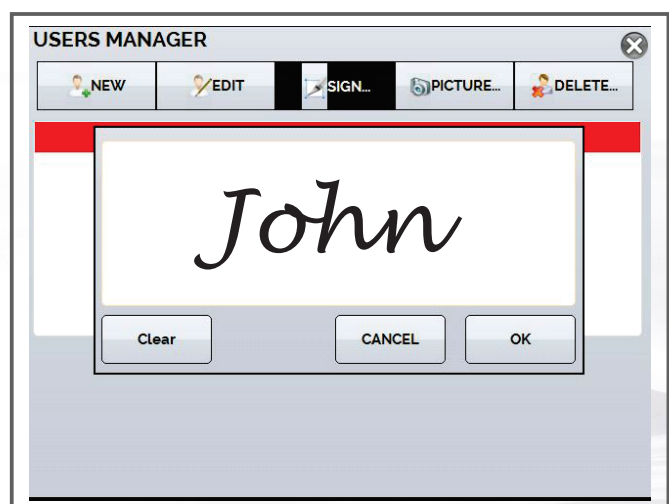 USERS MANAGER
NEW EDIT SIGN... PICTURE... DELETE...
John
Clear CANCEL OK